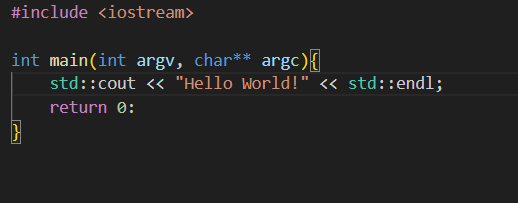 #include <iostream>
int main(int argv, char** argc){
std::cout << "Hello World!" << std::endl;
return 0:
}